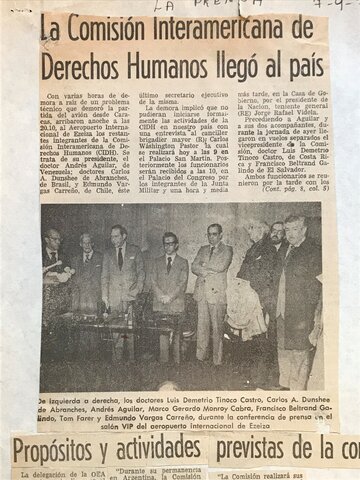 LA PRENSA 7-9-
La Comisión Interamericana de
Derechos Humanos llegó al país
Con varias horas de demora a raíz de un problema técnico que demoró la partida del avión desde Caracas, arribaron anoche a las 20.10, al Aeropuerto Internacional de Ezeiza los restantes integrantes de la Comisión Interamericana de Derechos Humanos (CIDH). Se trata de su presidente, el doctor Andrés Aguilar, de Venezuela; doctores Carlos A. Dunshee de Abranches, de Brasil, y Edmundo Vargas Carreño, de Chile, éste
último secretario ejecutivo de la misma.
La demora implicó que no pudieran iniciarse formalmente las actividades de la CIDH en nuestro país con una entrevista al canciller brigadier mayor (R) Carlos Washington Pastor la cual se realizará hoy a las 9 en el Palacio San Martín. Posteriormente los funcionarios serán recibidos a las 10, en el Palacio del Congreso por los integrantes de la Junta Militar y una hora y media
más tarde, en la Casa de Gobierno, por el presidente de la Nación, teniente general (RE) Jorge Rafael Videla.
Precediendo a Aguilar y a sus dos acompañantes, durante la jornada de ayer llegaron en vuelos separados el vicepresidente de la Comisión, doctor Luis Demetrio Tinoco Castro, de Costa Rica y Francisco Beltrand Galindo de El Salvador.
Ambos funcionarios se reunieron por la tarde con los
(Cont. pág. 8, col. 5)
De izquierda a derecha, los doctores Luis Demetrio Tinoco Castro, Carlos A. Dunshee
de Abranches, Andrés Aguilar, Marco Gerardo Monroy Cabra, Francisco Beltrand Ga-
lindo, Tom Farer y Edmundo Vargas Carreño, durante la conferencia de prensa en el
salón VIP del aeropuerto internacional de Ezeiza
Propósitos y actividades previstas de la co
La delegación de la OEA
"Durante su permanencia
en Argentina, la Comisión
"La Comisión realizará sus